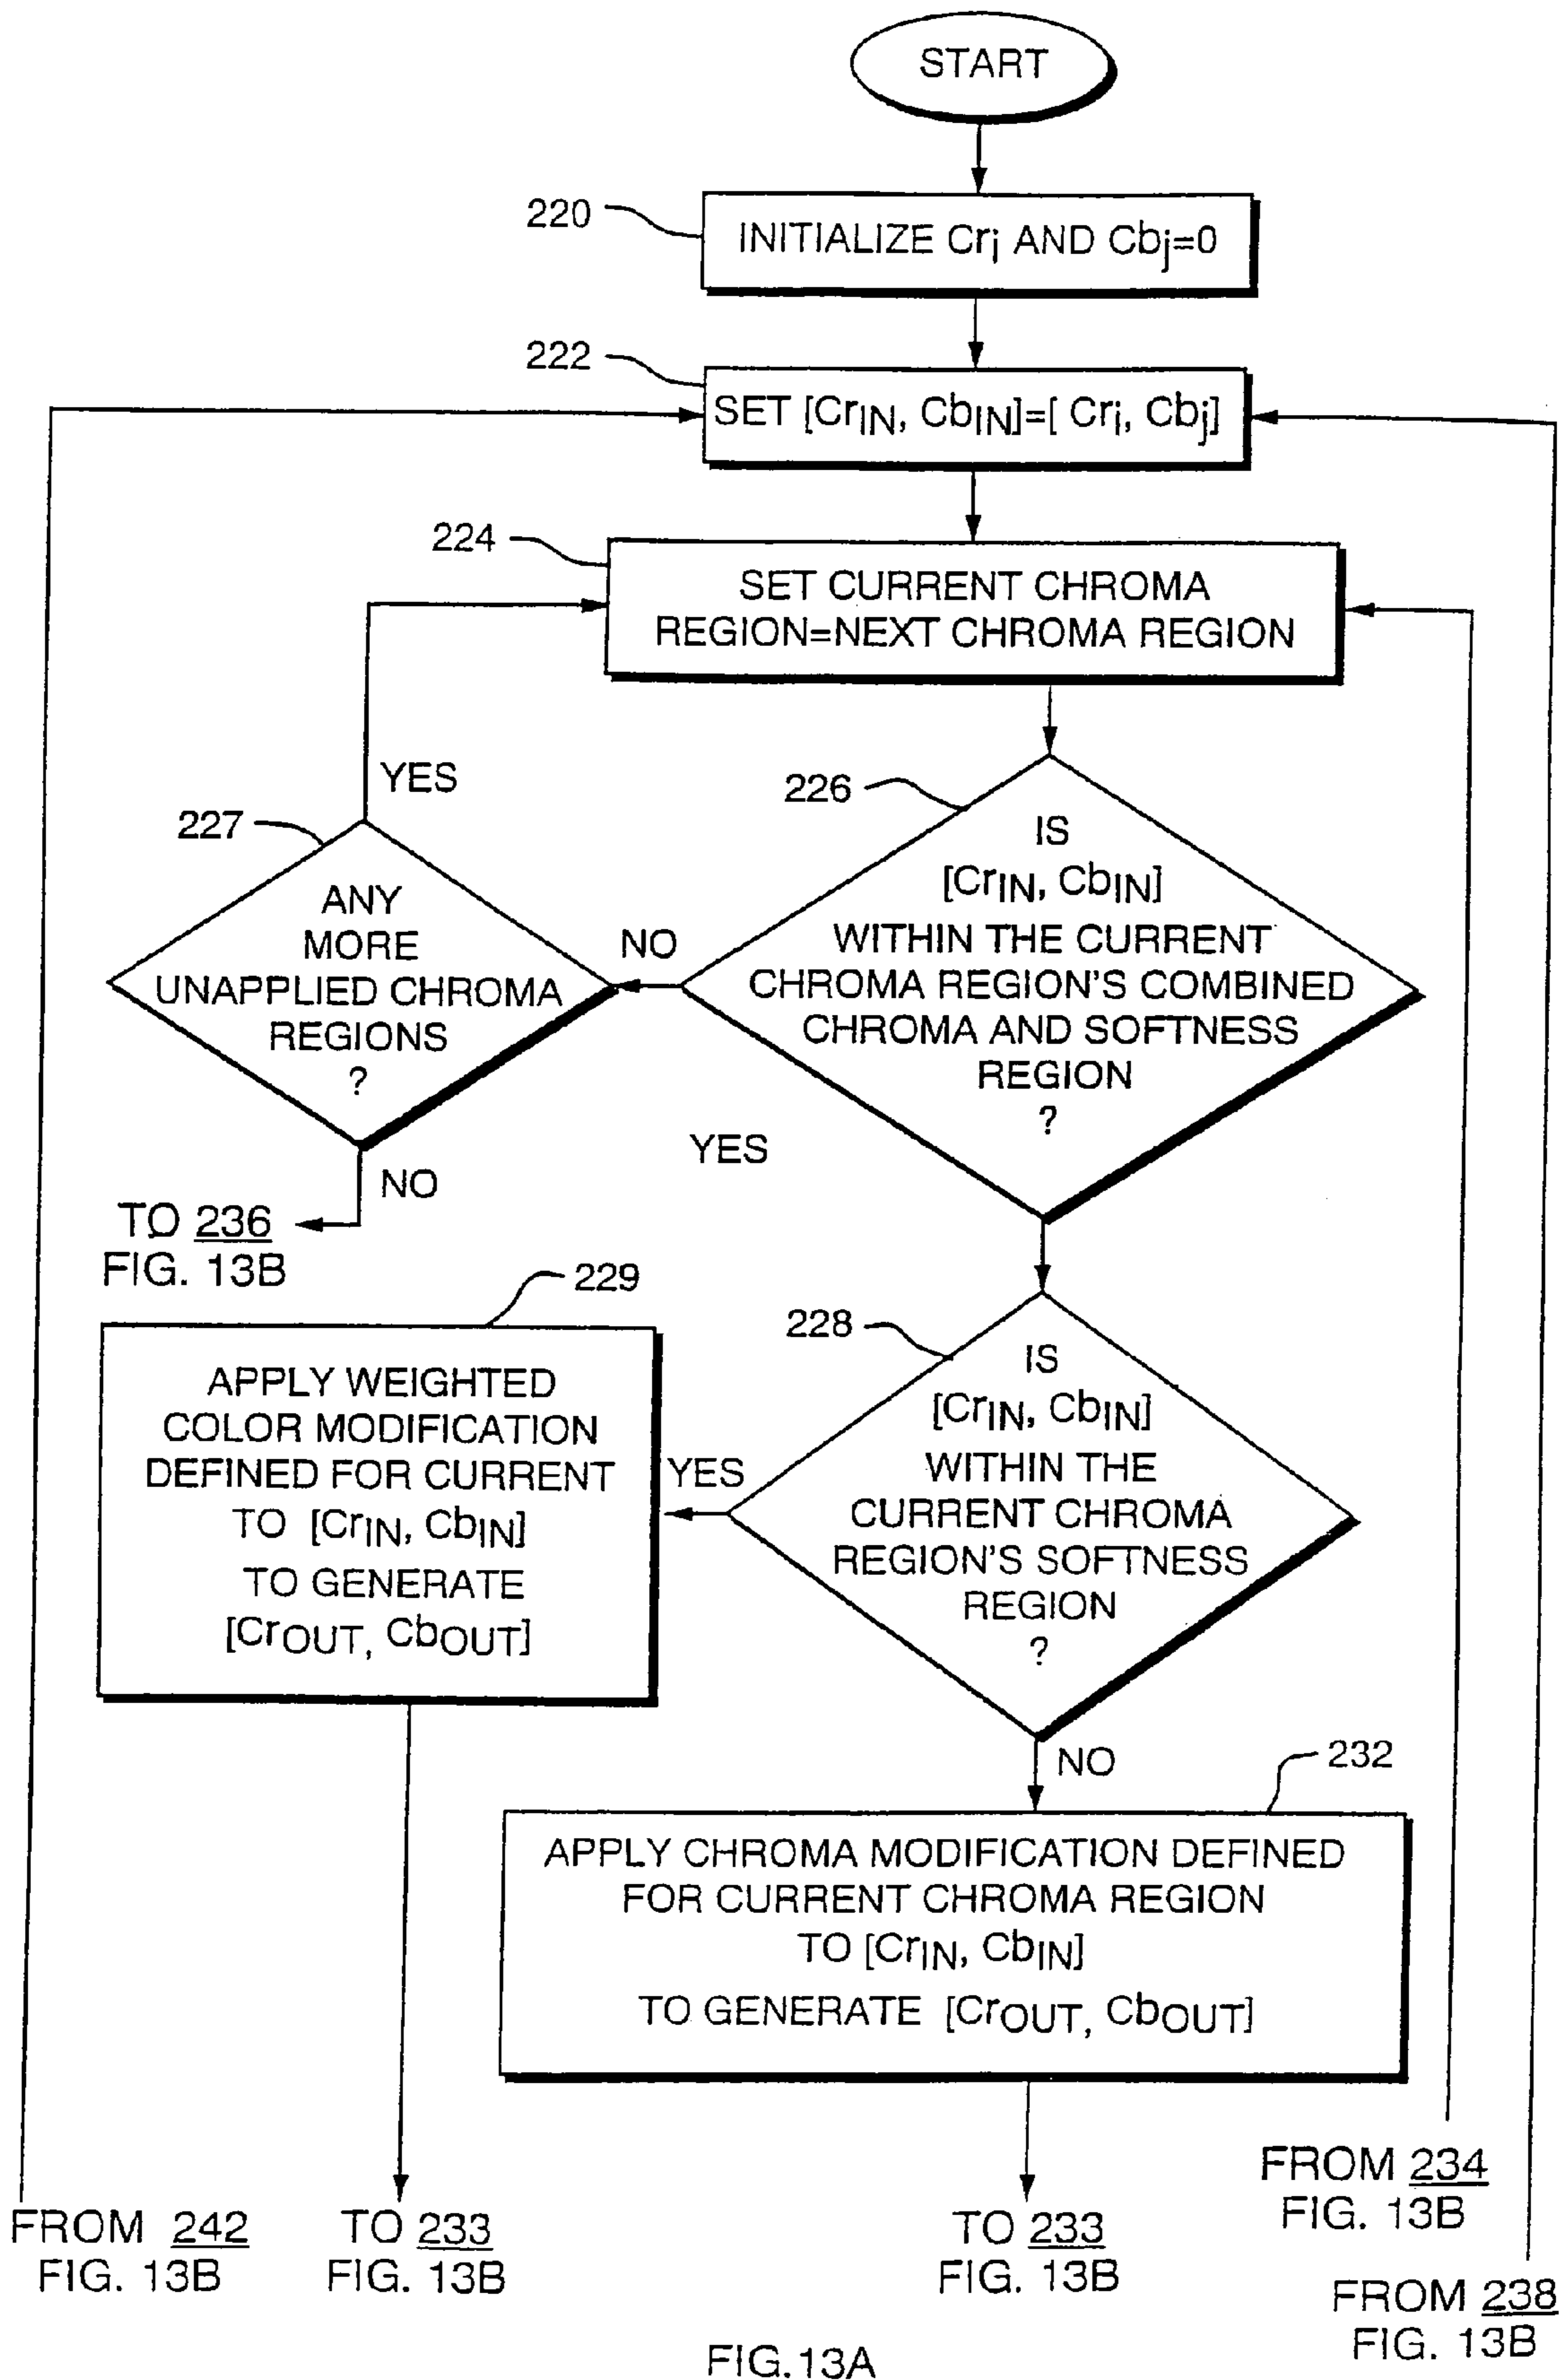 START
220
INITIALIZE Cri AND Cbj=0
222
SET [CrIN, CbIN]=[ Cri, Cbj]
224
SET CURRENT CHROMA
REGION=NEXT CHROMA REGION
YES
226
227
IS
[CrIN, CbIN]
WITHIN THE CURRENT
CHROMA REGION'S COMBINED
CHROMA AND SOFTNESS
REGION
?
ANY
MORE
UNAPPLIED CHROMA
REGIONS
?
NO
YES
NO
TO 236
FIG. 13B
229
228
IS
[CrIN, CbIN]
WITHIN THE
CURRENT CHROMA
REGION'S SOFTNESS
REGION
?
YES
APPLY WEIGHTED
COLOR MODIFICATION
DEFINED FOR CURRENT
TO [CrIN, CbIN]
TO GENERATE
[CrOUT, CbOUT]
NO
232
APPLY CHROMA MODIFICATION DEFINED
FOR CURRENT CHROMA REGION
TO [CrIN, CbIN]
TO GENERATE [CrOUT, CbOUT]
FROM 242
FIG. 13B
TO 233
FIG. 13B
TO 233
FIG. 13B
FROM 234
FIG. 13B
FROM 238
FIG. 13B
FIG.13A